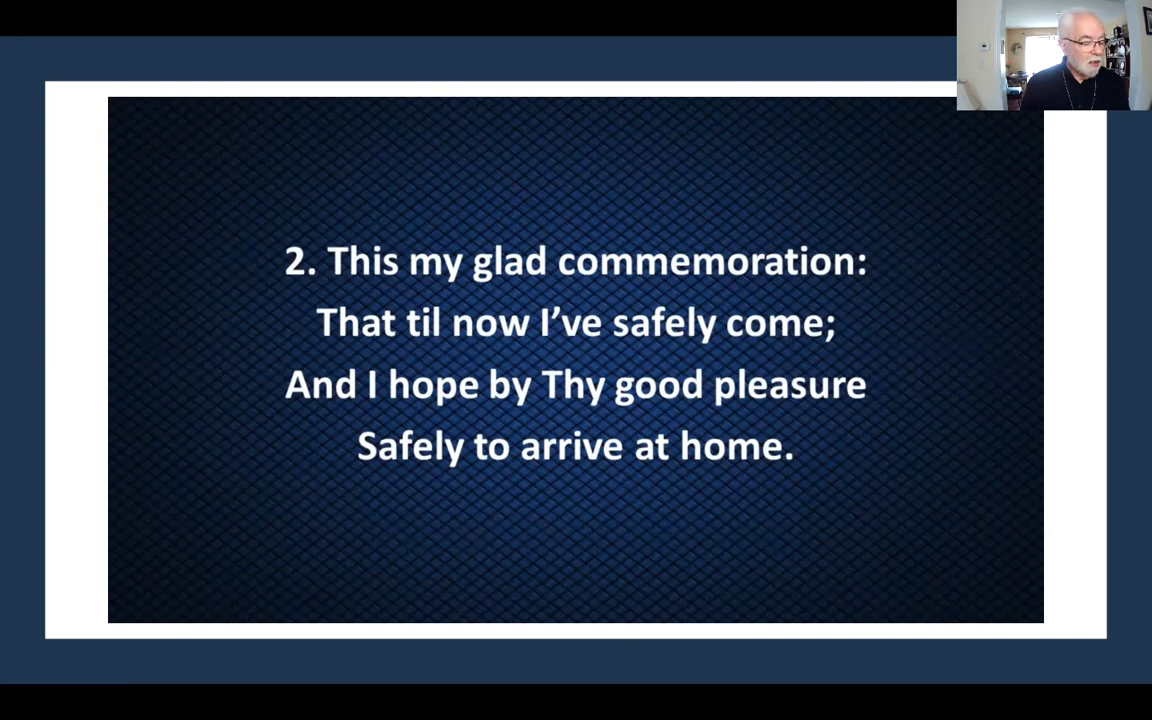 2. This my glad commemoration:
That til now I’ve safely come;
And I hope by Thy good pleasure
Safely to arrive at home.